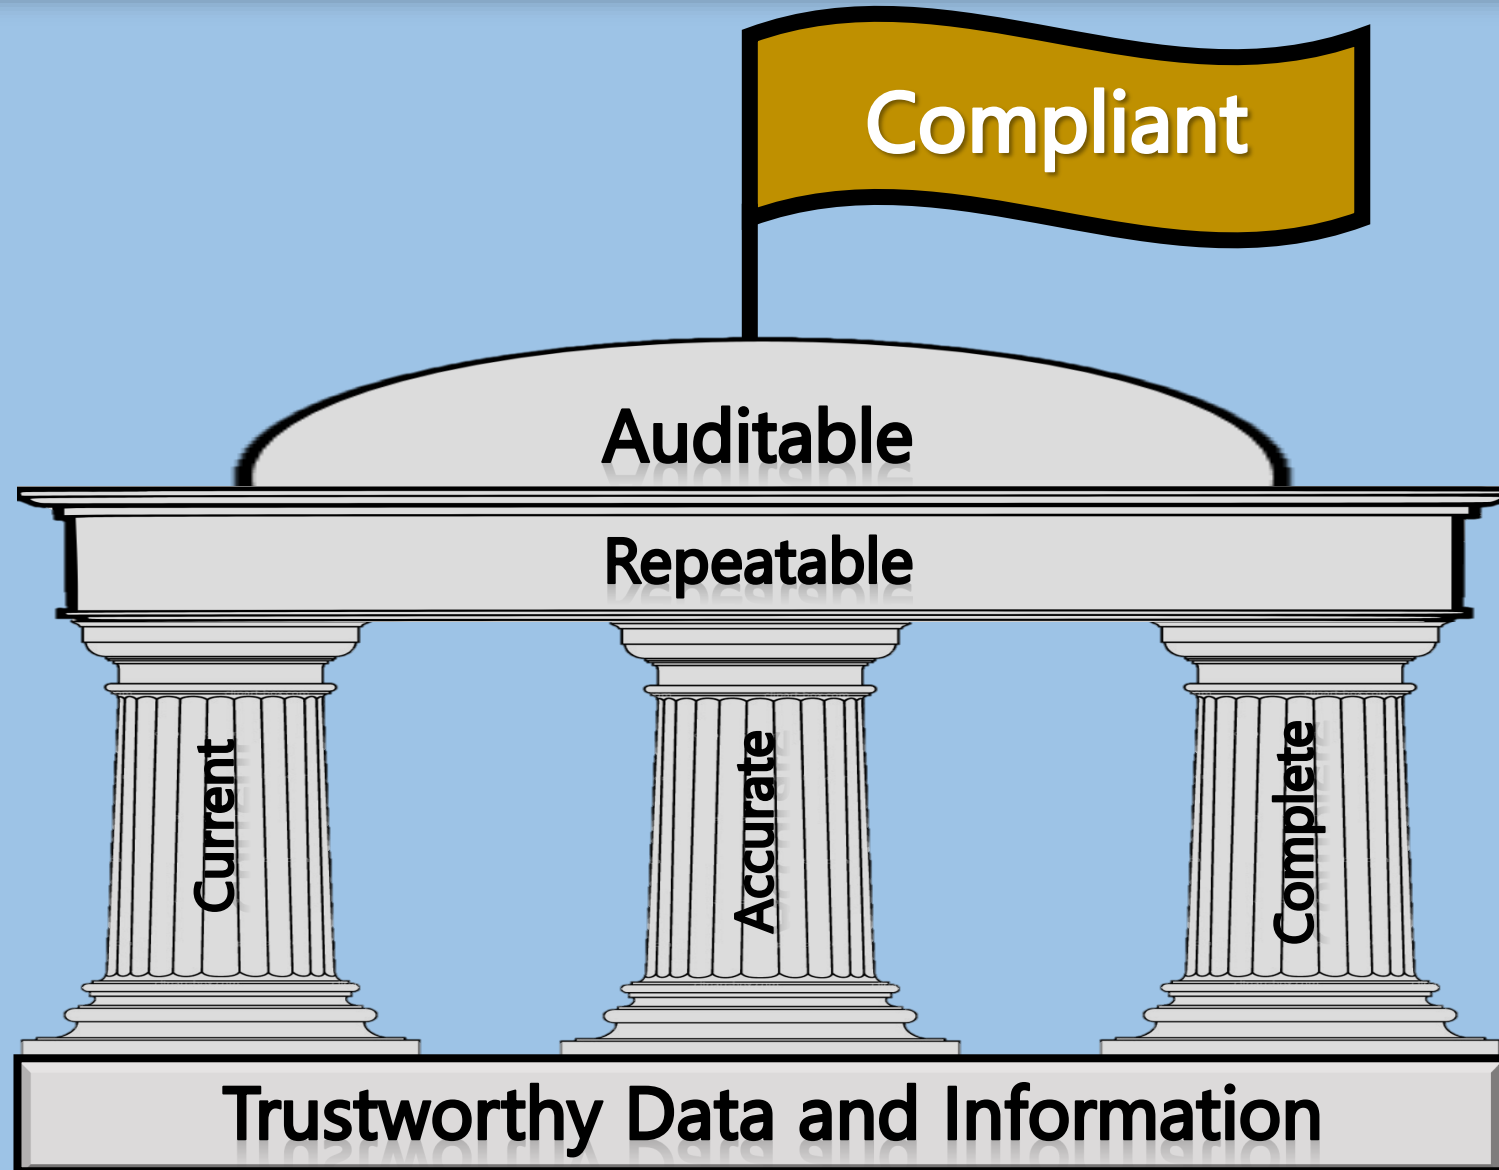 Compliant
Auditable
Repeatable
Current
Accurate
Complete
Trustworthy Data and Information